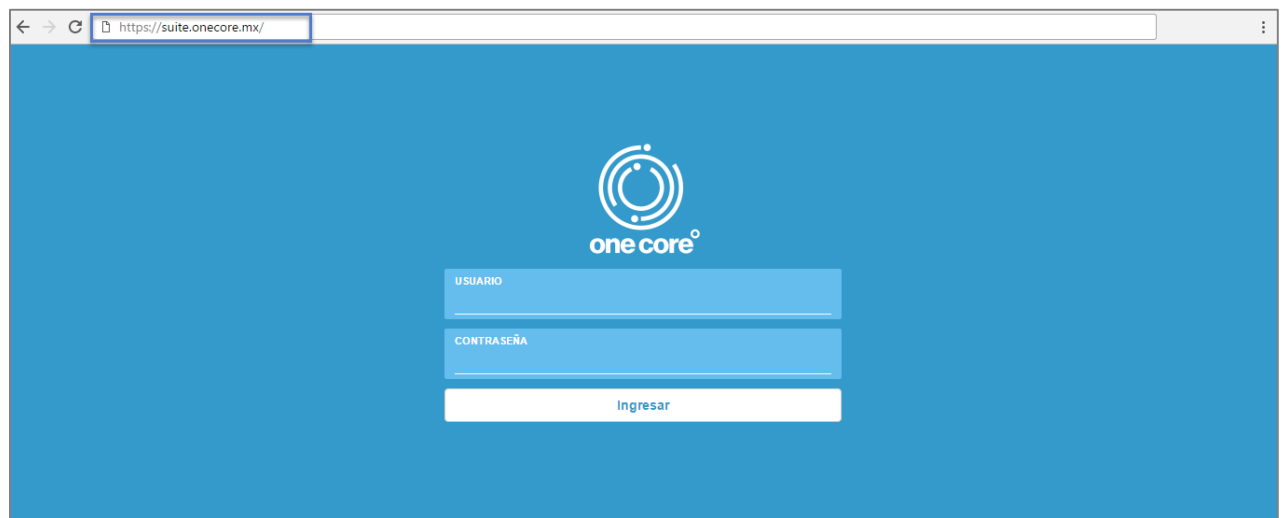 https://suite.onecore.mx/
one core°
USUARIO
CONTRASEÑA
Ingresar